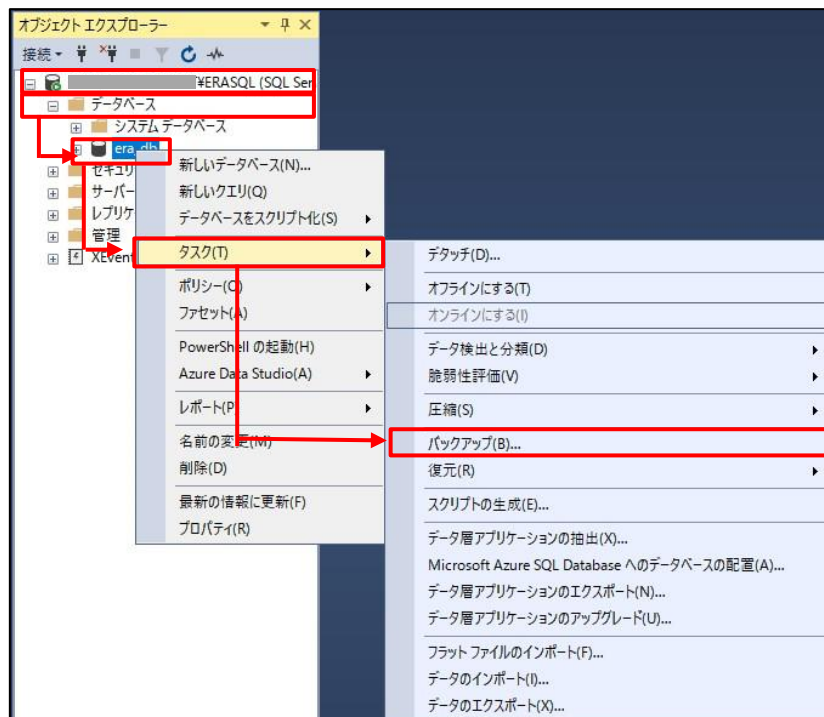 オブジェクト エクスプローラー
接続
¥ERASQL (SQL Ser
データベース
システム データベース
era_db
セキュリ
サーバー
レプリケ
管理
XEvent
新しいデータベース(N)...
新しいクエリ(Q)
データベースをスクリプト化(S)
タスク(T)
ポリシー(O)
ファセット(A)
PowerShell の起動(H)
Azure Data Studio(A)
レポート(P)
名前の変更(M)
削除(D)
最新の情報に更新(F)
プロパティ(R)
デタッチ(D)...
オフラインにする(T)
オンラインにする(I)
データ検出と分類(D)
脆弱性評価(V)
圧縮(S)
バックアップ(B)...
復元(R)
スクリプトの生成(E)...
データ層アプリケーションの抽出(X)...
Microsoft Azure SQL Database へのデータベースの配置(A)...
データ層アプリケーションのエクスポート(N)...
データ層アプリケーションのアップグレード(U)...
フラット ファイルのインポート(F)...
データのインポート(I)...
データのエクスポート(X)...